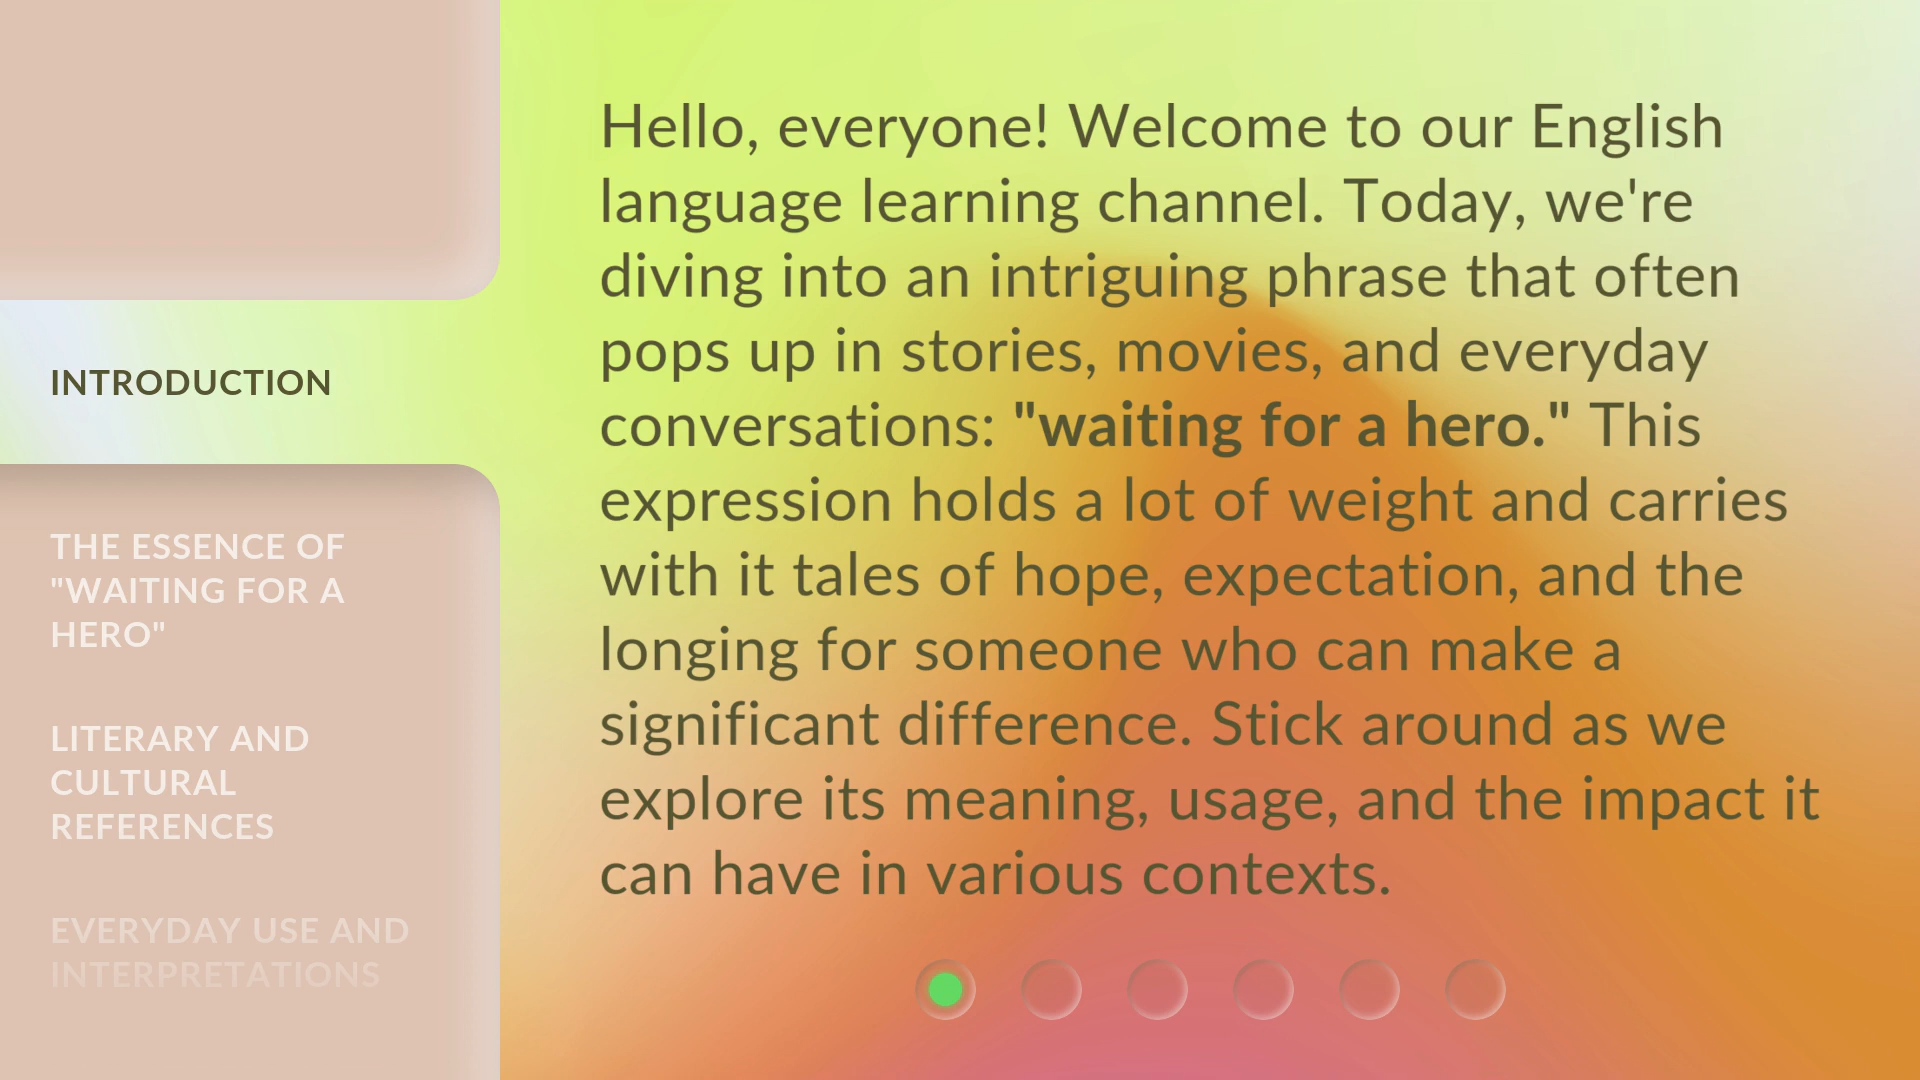 INTRODUCTION
THE ESSENCE OF
"WAITING FOR A
HERO"
LITERARY AND
CULTURAL
REFERENCES
EVERYDAY USE AND
INTERPRETATIONS
Hello, everyone! Welcome to our English
language learning channel. Today, we're
diving into an intriguing phrase that often
pops up in stories, movies, and everyday
conversations: "waiting for a hero." This
expression holds a lot of weight and carries
with it tales of hope, expectation, and the
longing for someone who can make a
significant difference. Stick around as we
explore its meaning, usage, and the impact it
can have in various contexts.